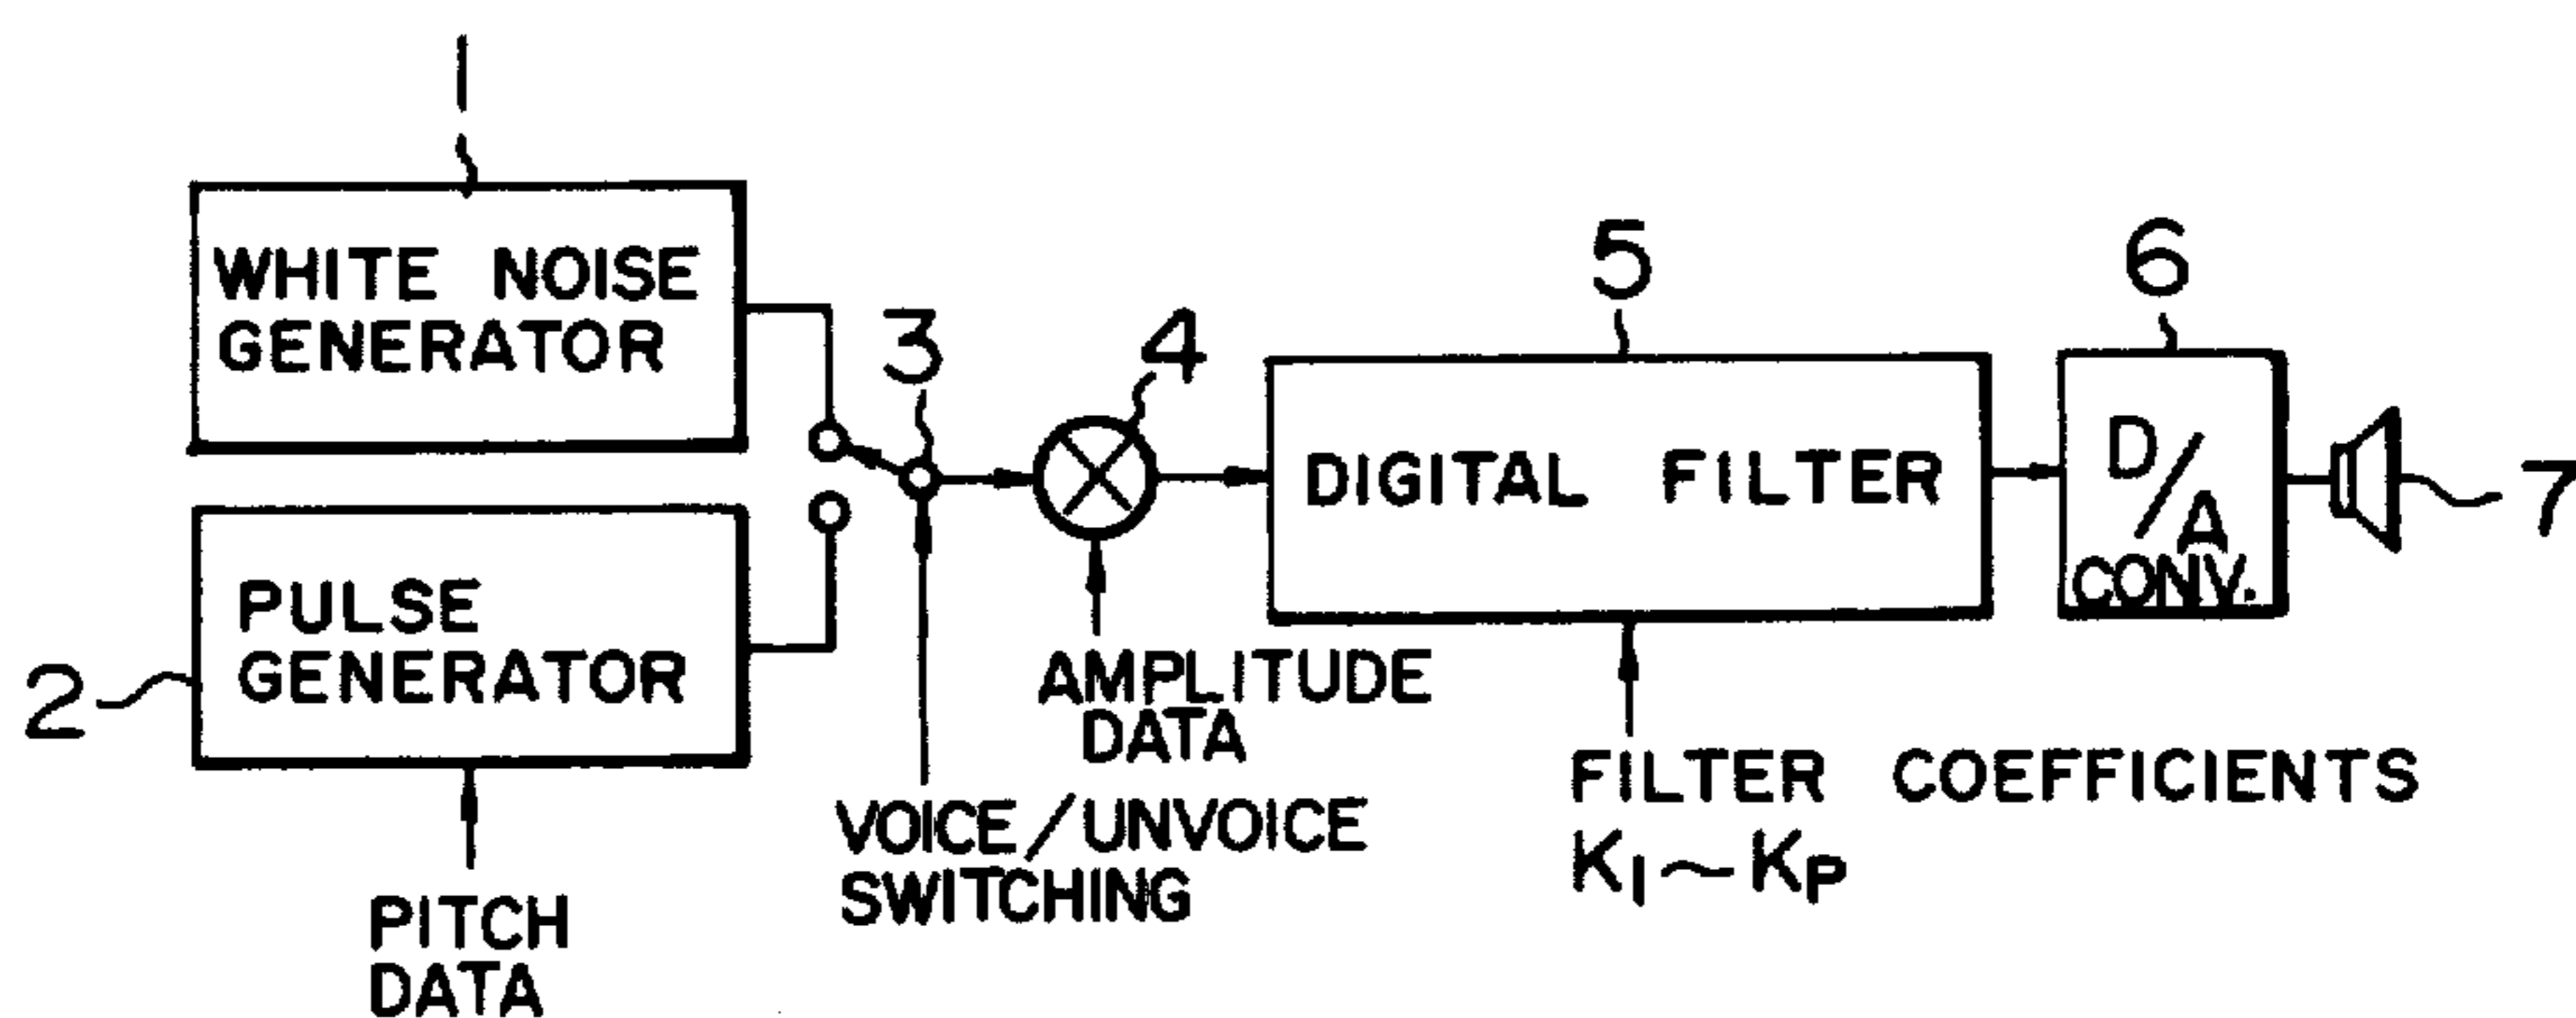 1
WHITE NOISE
GENERATOR
2
PULSE
GENERATOR
PITCH
DATA
3
VOICE/UNVOICE
SWITCHING
4
AMPLITUDE
DATA
5
DIGITAL FILTER
FILTER COEFFICIENTS
K1~KP
6
D/A
CONV.
7